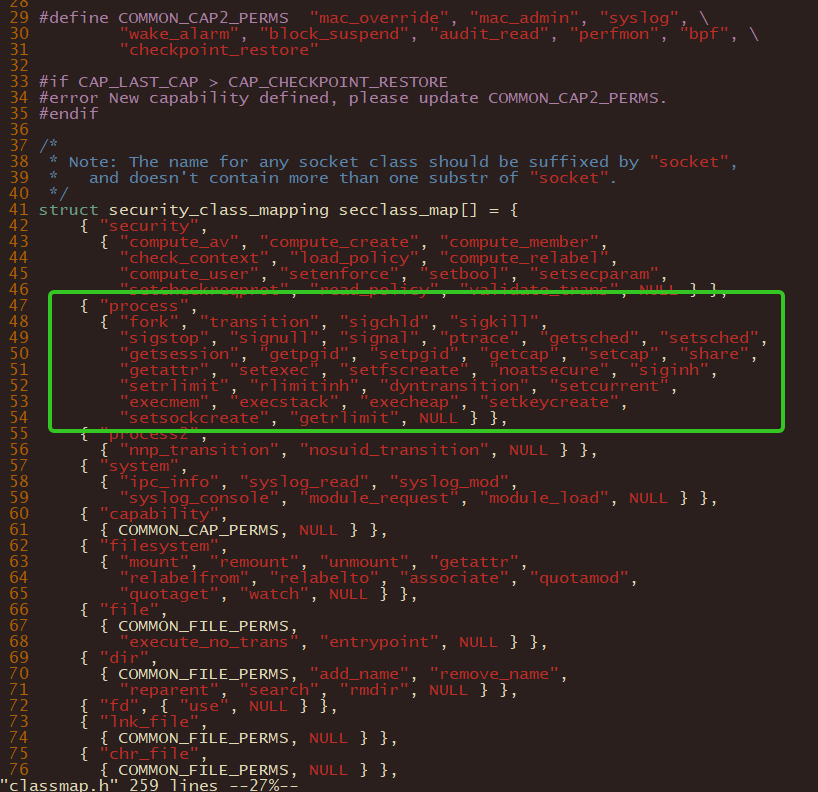 28
29 #define COMMON_CAP2_PERMS  "mac_override", "mac_admin", "syslog", \
30         "wake_alarm", "block_suspend", "audit_read", "perfmon", "bpf", \
31         "checkpoint_restore"
32
33 #if CAP_LAST_CAP > CAP_CHECKPOINT_RESTORE
34 #error New capability defined, please update COMMON_CAP2_PERMS.
35 #endif
36
37 /*
38  * Note: The name for any socket class should be suffixed by "socket",
39  *   and doesn't contain more than one substr of "socket".
40  */
41 struct security_class_mapping secclass_map[] = {
42     { "security",
43       { "compute_av", "compute_create", "compute_member",
44         "check_context", "load_policy", "compute_relabel",
45         "compute_user", "setenforce", "setbool", "setsecparam",
46         "setcheckreqprot", "read_policy", "validate_trans", NULL } },
47     { "process",
48       { "fork", "transition", "sigchld", "sigkill",
49         "sigstop", "signull", "signal", "ptrace", "getsched", "setsched",
50         "getsession", "getpgid", "setpgid", "getcap", "setcap", "share",
51         "getattr", "setexec", "setfscreate", "noatsecure", "siginh",
52         "setrlimit", "rlimitinh", "dyntransition", "setcurrent",
53         "execmem", "execstack", "execheap", "setkeycreate",
54         "setsockcreate", "getrlimit", NULL } },
55     { "process2",
56       { "nnp_transition", "nosuid_transition", NULL } },
57     { "system",
58       { "ipc_info", "syslog_read", "syslog_mod",
59         "syslog_console", "module_request", "module_load", NULL } },
60     { "capability",
61       { COMMON_CAP_PERMS, NULL } },
62     { "filesystem",
63       { "mount", "remount", "unmount", "getattr",
64         "relabelfrom", "relabelto", "associate", "quotamod",
65         "quotaget", "watch", NULL } },
66     { "file",
67       { COMMON_FILE_PERMS,
68         "execute_no_trans", "entrypoint", NULL } },
69     { "dir",
70       { COMMON_FILE_PERMS, "add_name", "remove_name",
71         "reparent", "search", "rmdir", NULL } },
72     { "fd", { "use", NULL } },
73     { "lnk_file",
74       { COMMON_FILE_PERMS, NULL } },
75     { "chr_file",
76       { COMMON_FILE_PERMS, NULL } },
"classmap.h" 259 lines --27%--